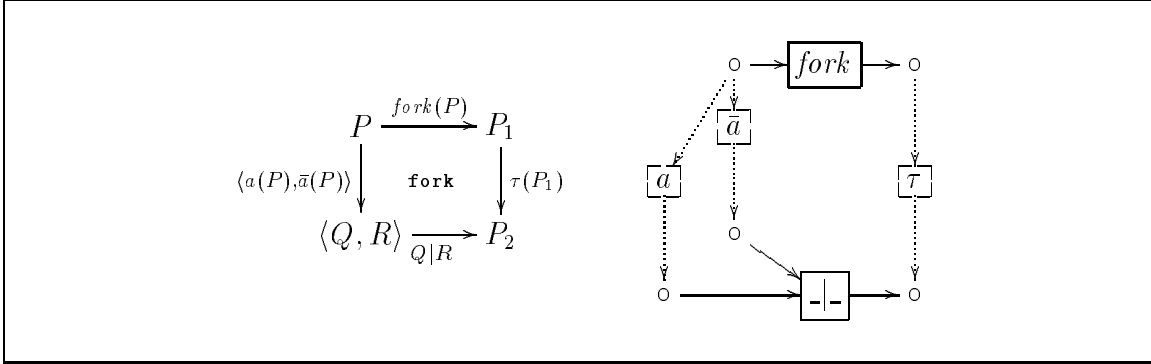 fork
fork(P)
P P₁
ā
⟨a(P),ā(P)⟩ fork τ(P₁)
a τ
⟨Q, R⟩ P₂
Q|R
_|_